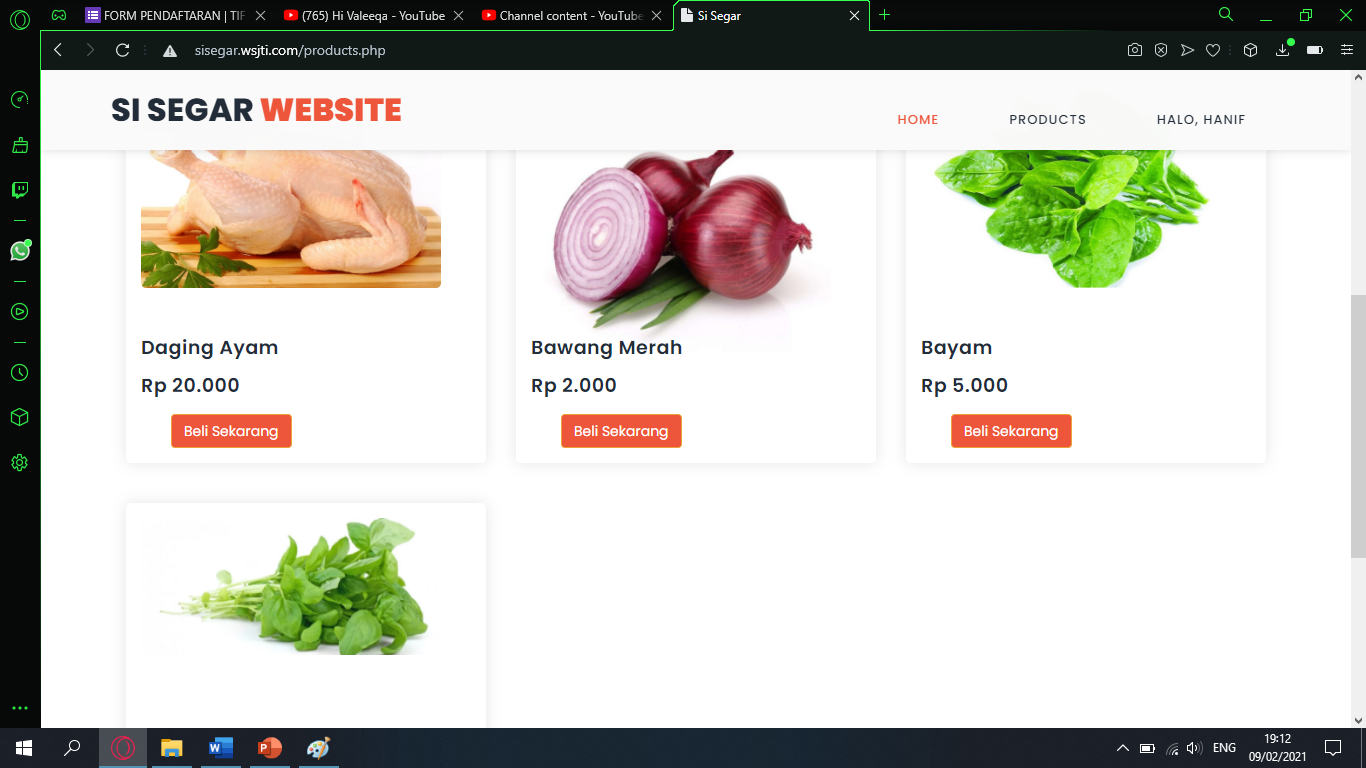 FORM PENDAFTARAN | TIF
(765) Hi Valeeqa - YouTube
Channel content - YouTube
Si Segar
sisegar.wsjti.com/products.php
SI SEGAR WEBSITE
HOME
PRODUCTS
HALO, HANIF
Daging Ayam
Rp 20.000
Beli Sekarang
Bawang Merah
Rp 2.000
Beli Sekarang
Bayam
Rp 5.000
Beli Sekarang
ENG
19:12
09/02/2021